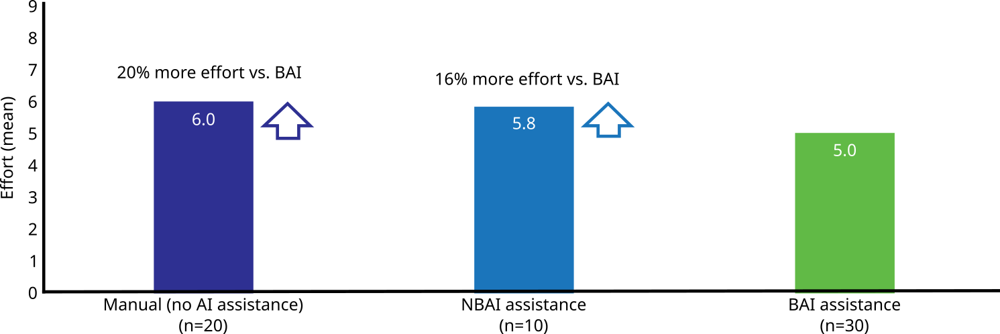 9
8
7
6
5
4
3
2
1
0
Effort (mean)
20% more effort vs. BAI
6.0
16% more effort vs. BAI
5.8
5.0
Manual (no AI assistance)
(n=20)
NBAI assistance
(n=10)
BAI assistance
(n=30)